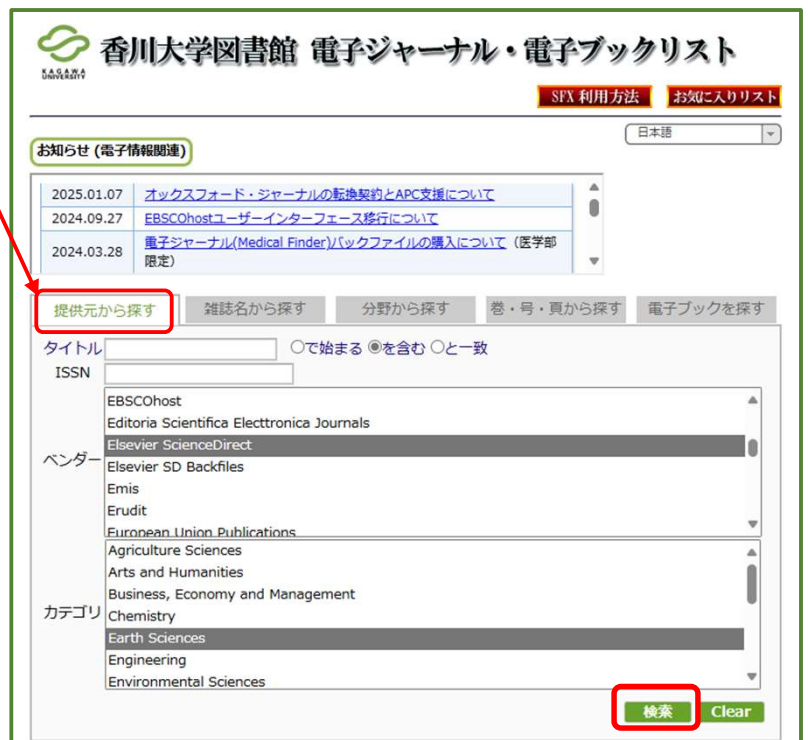 KAGAWA
UNIVERSITY
香川大学図書館 電子ジャーナル・電子ブックリスト
SFX 利用方法 お気に入りリスト
日本語
お知らせ (電子情報関連)
2025.01.07 オックスフォード・ジャーナルの転換契約とAPC支援について
2024.09.27 EBSCOhostユーザーインターフェース移行について
2024.03.28 電子ジャーナル(Medical Finder)バックファイルの購入について (医学部
限定)
提供元から探す 雑誌名から探す 分野から探す 巻・号・頁から探す 電子ブックを探す
タイトル ○で始まる ◉を含む ○と一致
ISSN
ベンダー
EBSCOhost
Editoria Scientifica Electtronica Journals
Elsevier ScienceDirect
Elsevier SD Backfiles
Emis
Erudit
European Union Publications
カテゴリ
Agriculture Sciences
Arts and Humanities
Business, Economy and Management
Chemistry
Earth Sciences
Engineering
Environmental Sciences
検索 Clear